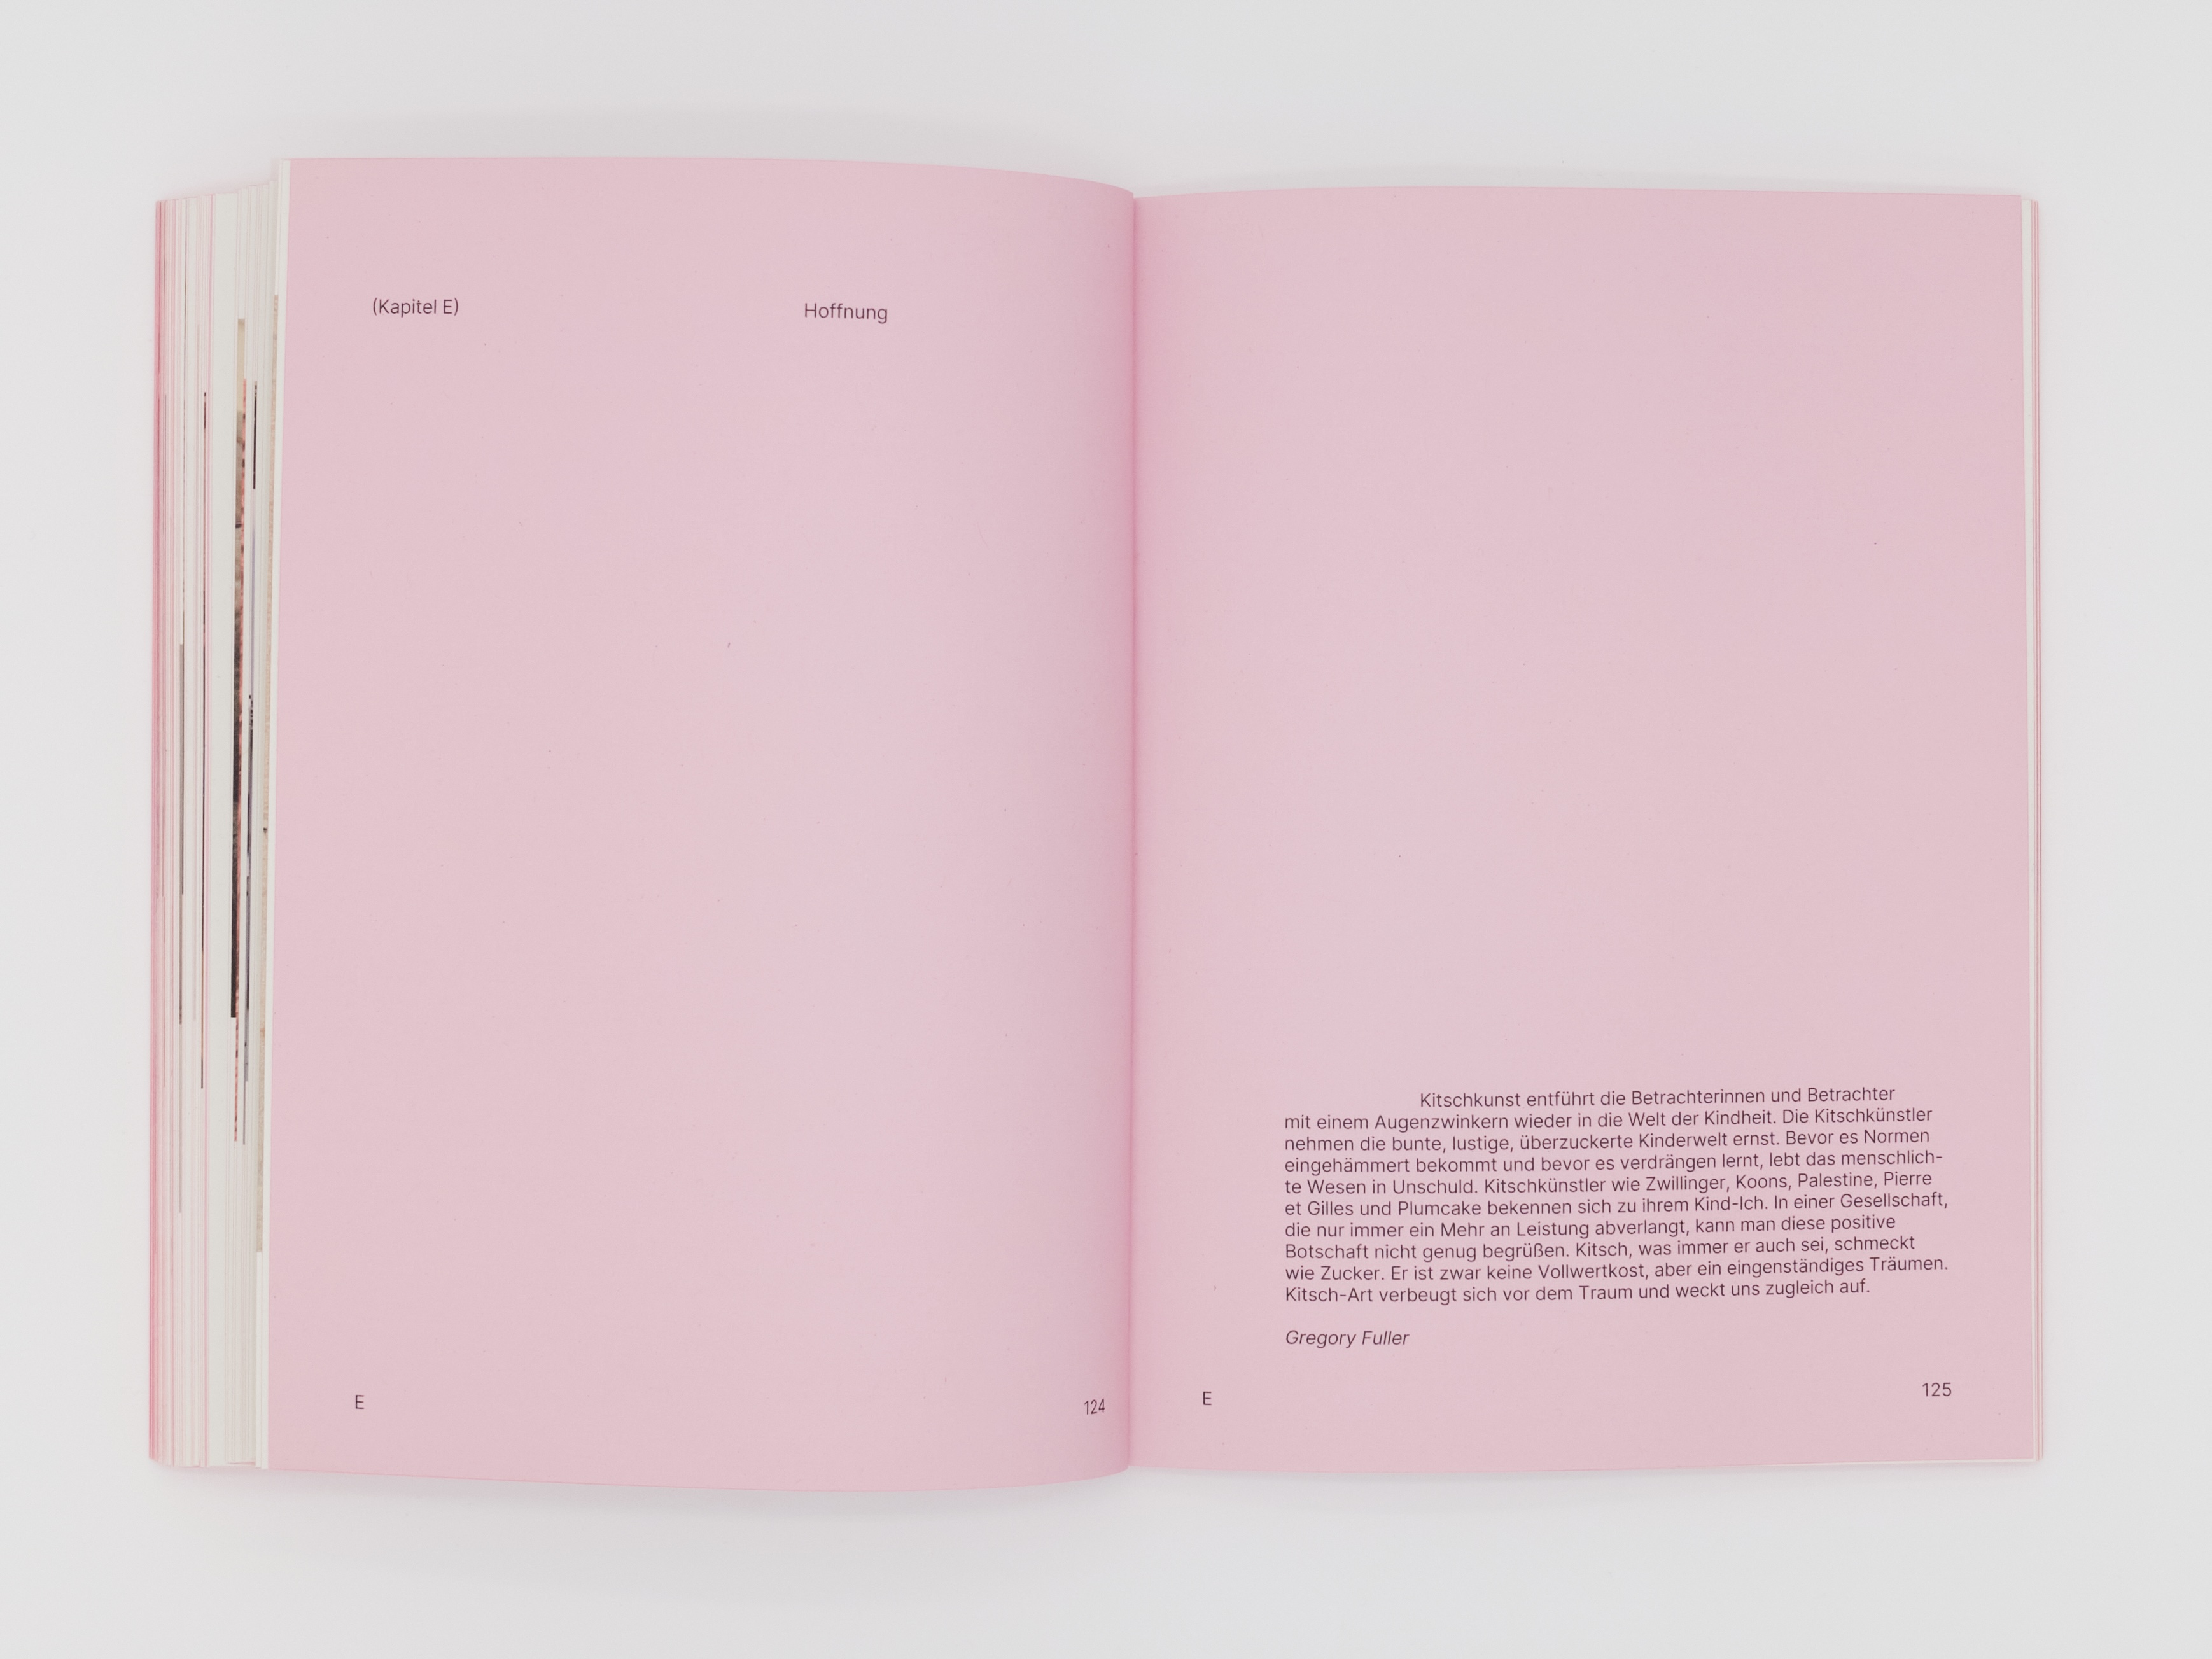 (Kapitel E)
Hoffnung
E
124
Kitschkunst entführt die Betrachterinnen und Betrachter
mit einem Augenzwinkern wieder in die Welt der Kindheit. Die Kitschkünstler
nehmen die bunte, lustige, überzuckerte Kinderwelt ernst. Bevor es Normen
eingehämmert bekommt und bevor es verdrängen lernt, lebt das menschlich-
te Wesen in Unschuld. Kitschkünstler wie Zwillinger, Koons, Palestine, Pierre
et Gilles und Plumcake bekennen sich zu ihrem Kind-Ich. In einer Gesellschaft,
die nur immer ein Mehr an Leistung abverlangt, kann man diese positive
Botschaft nicht genug begrüßen. Kitsch, was immer er auch sei, schmeckt
wie Zucker. Er ist zwar keine Vollwertkost, aber ein eingenständiges Träumen.
Kitsch-Art verbeugt sich vor dem Traum und weckt uns zugleich auf.
Gregory Fuller
E
125